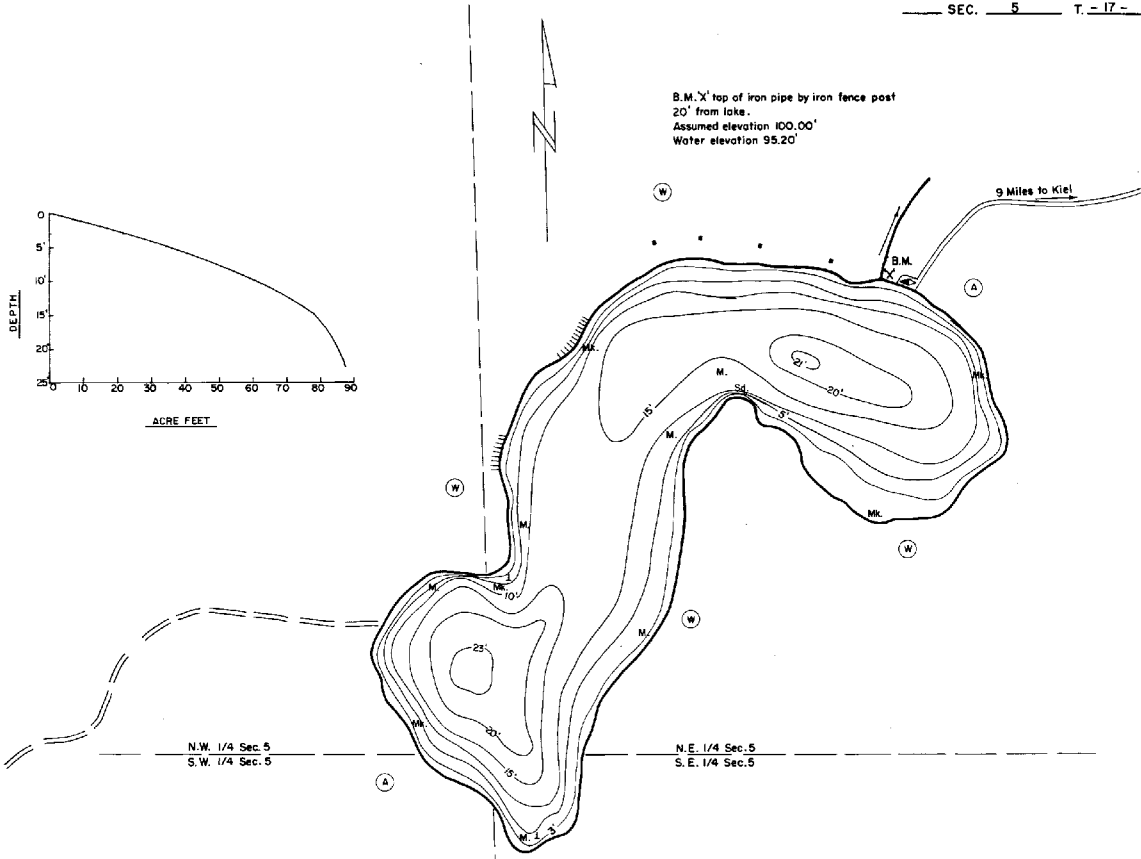 SEC. 5 T. - 17 -
N
B.M. 'X' top of iron pipe by iron fence post
20' from lake.
Assumed elevation 100.00'
Water elevation 95.20'
W
9 Miles to Kiel
B.M.
'X'
A
0
5'
10'
15'
20'
25'
DEPTH
0 10 20 30 40 50 60 70 80 90
ACRE FEET
Mk.
21'
20'
M.
Sd.
Mk.
15'
5'
M.
W
Mk.
M.
W
M.
Mk.
10'
W
M.
23'
Mk.
20'
15'
N.W. 1/4 Sec. 5
S.W. 1/4 Sec. 5
N.E. 1/4 Sec. 5
S.E. 1/4 Sec. 5
A
M. 3'